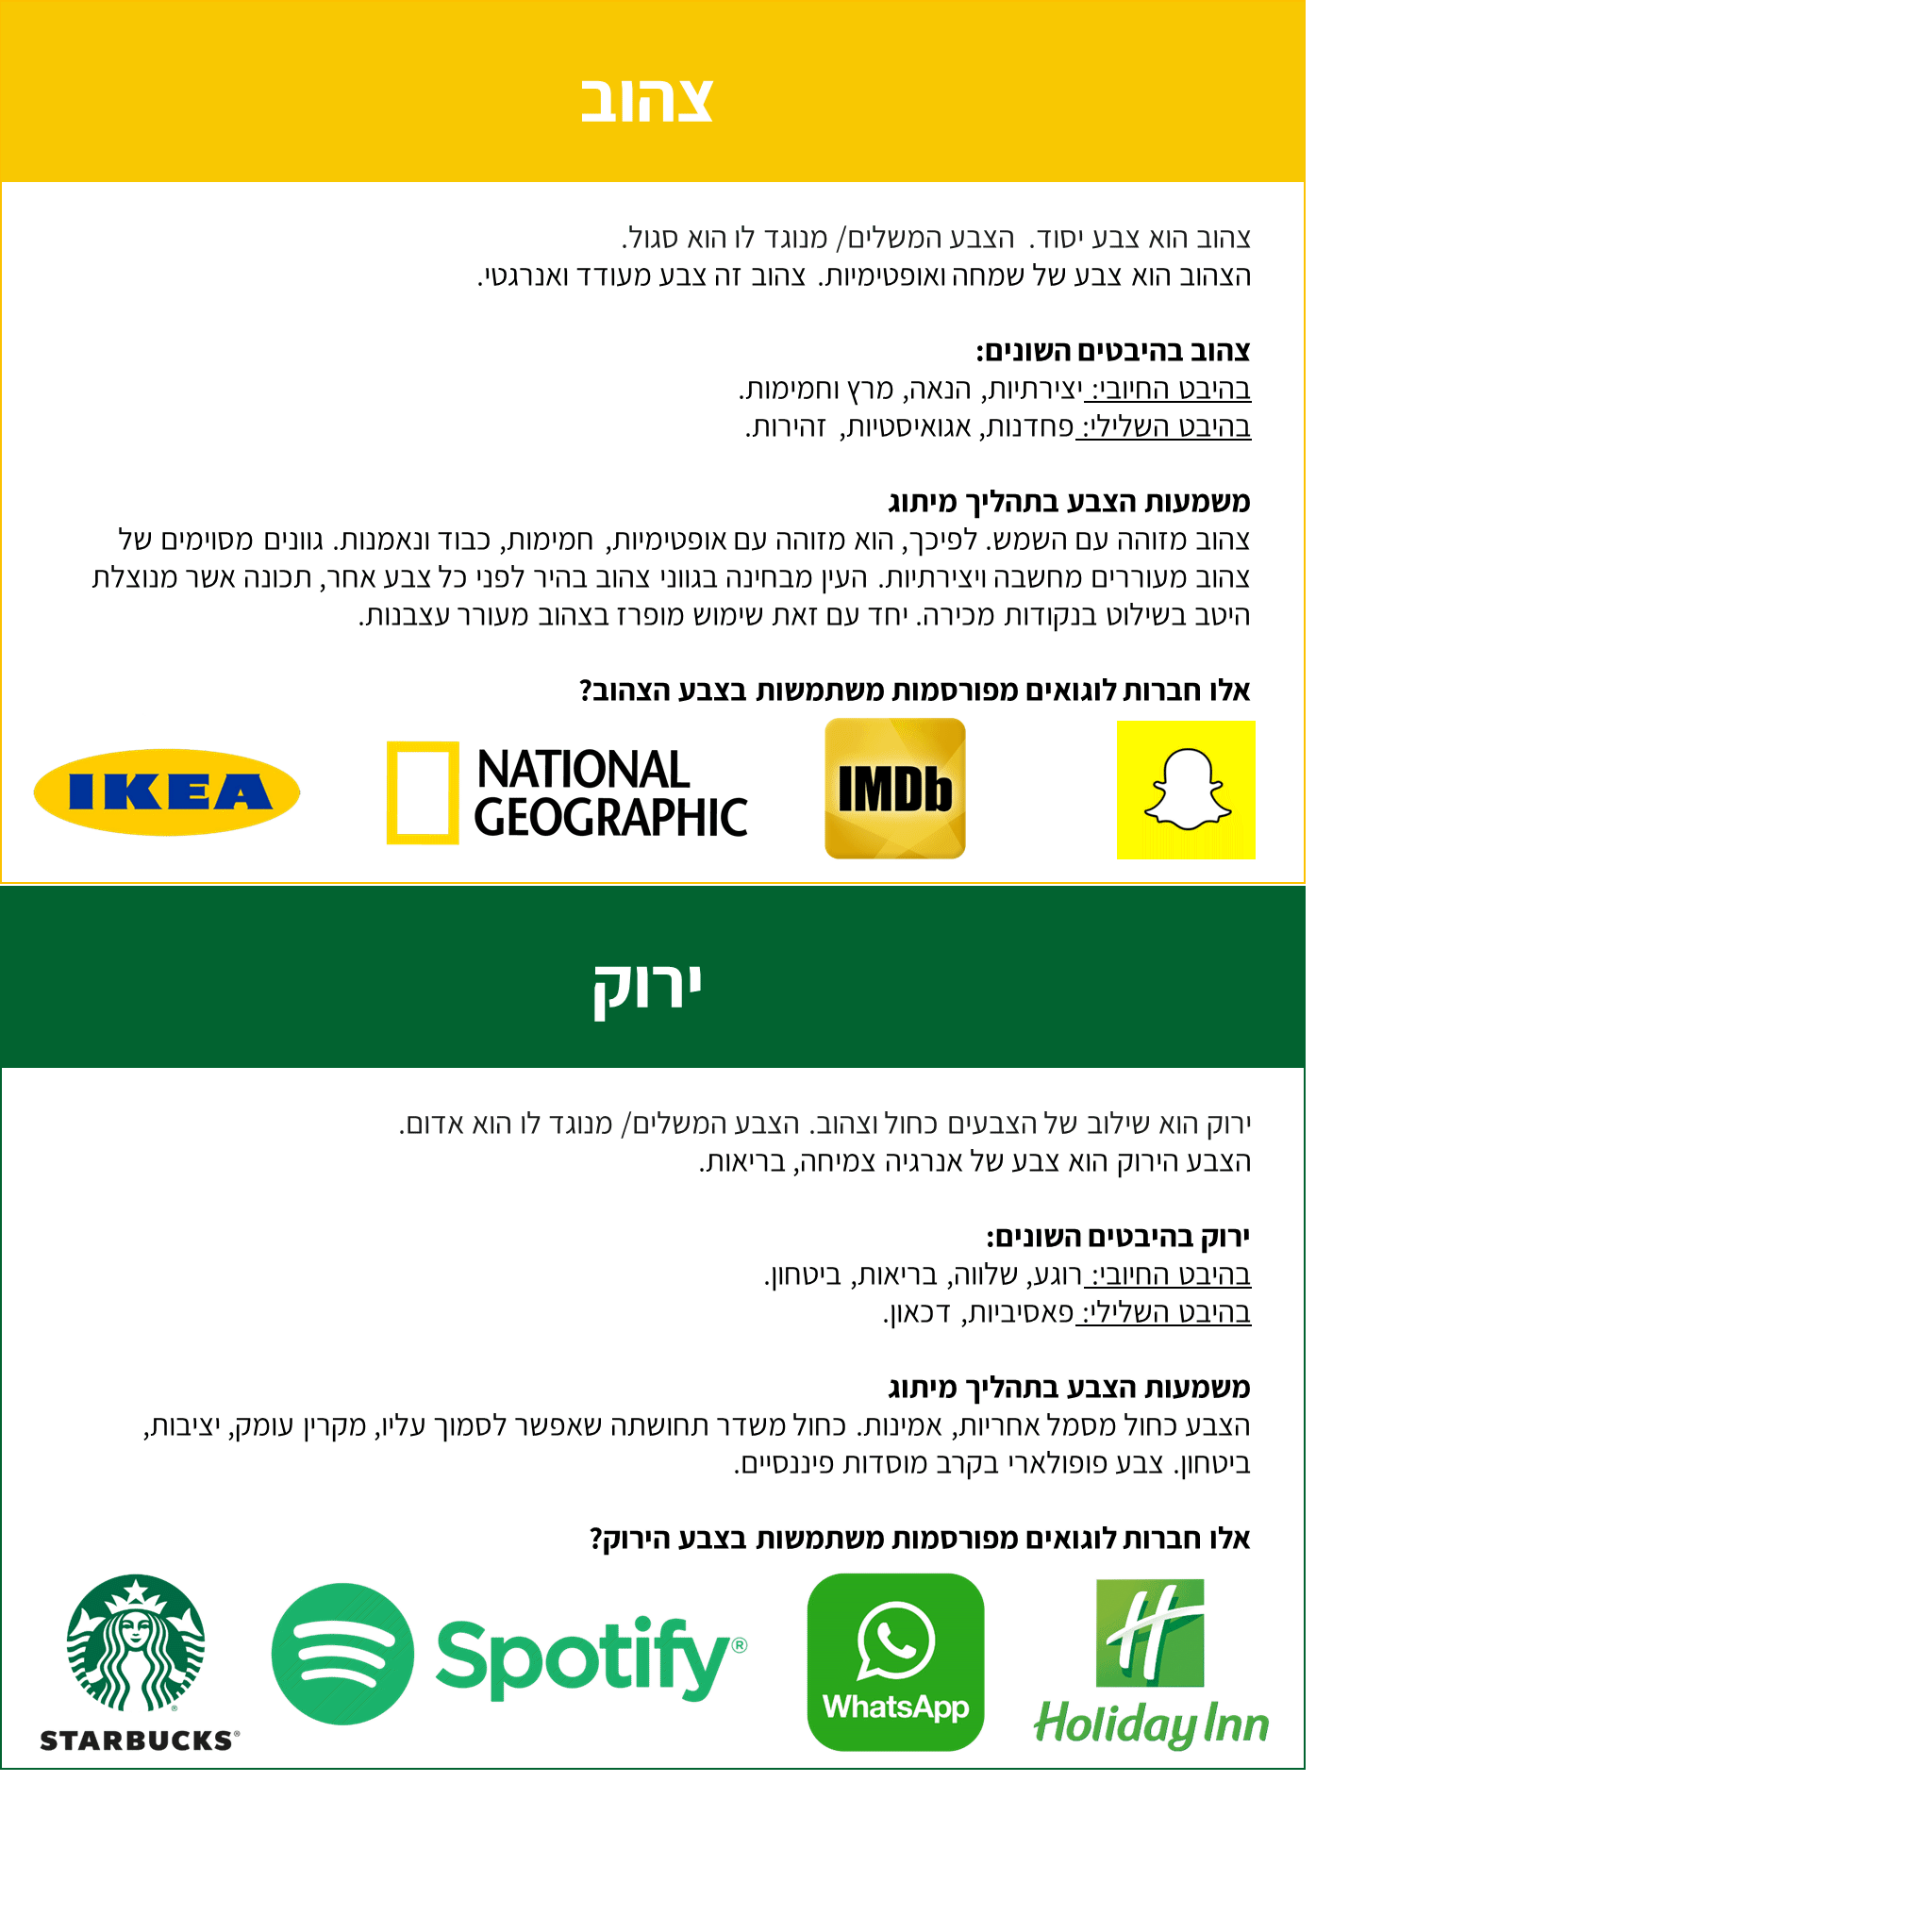 צהוב
צהוב הוא צבע יסוד. הצבע המשלים/ מנוגד לו הוא סגול.
הצהוב הוא צבע של שמחה ואופטימיות. צהוב זה צבע מעודד ואנרגטי.
צהוב בהיבטים השונים:
בהיבט החיובי: יצירתיות, הנאה, מרץ וחמימות.
בהיבט השלילי: פחדנות, אגואיסטיות, זהירות.
משמעות הצבע בתהליך מיתוג
צהוב מזוהה עם השמש. לפיכך, הוא מזוהה עם אופטימיות, חמימות, כבוד ונאמנות. גוונים מסוימים של
צהוב מעוררים מחשבה ויצירתיות. העין מבחינה בגווני צהוב בהיר לפני כל צבע אחר, תכונה אשר מנוצלת
היטב בשילוט בנקודות מכירה. יחד עם זאת שימוש מופרז בצהוב מעורר עצבנות.
אלו חברות לוגואים מפורסמות משתמשות בצבע הצהוב?
IMDb
NATIONAL
GEOGRAPHIC
IKEA
ירוק
ירוק הוא שילוב של הצבעים כחול וצהוב. הצבע המשלים/ מנוגד לו הוא אדום.
הצבע הירוק הוא צבע של אנרגיה צמיחה, בריאות.
ירוק בהיבטים השונים:
בהיבט החיובי: רוגע, שלווה, בריאות, ביטחון.
בהיבט השלילי: פאסיביות, דכאון.
משמעות הצבע בתהליך מיתוג
הצבע כחול מסמל אחריות, אמינות. כחול משדר תחושתה שאפשר לסמוך עליו, מקרין עומק, יציבות,
ביטחון. צבע פופולארי בקרב מוסדות פיננסיים.
אלו חברות לוגואים מפורסמות משתמשות בצבע הירוק?
H
Holiday Inn
WhatsApp
Spotify®
STARBUCKS®